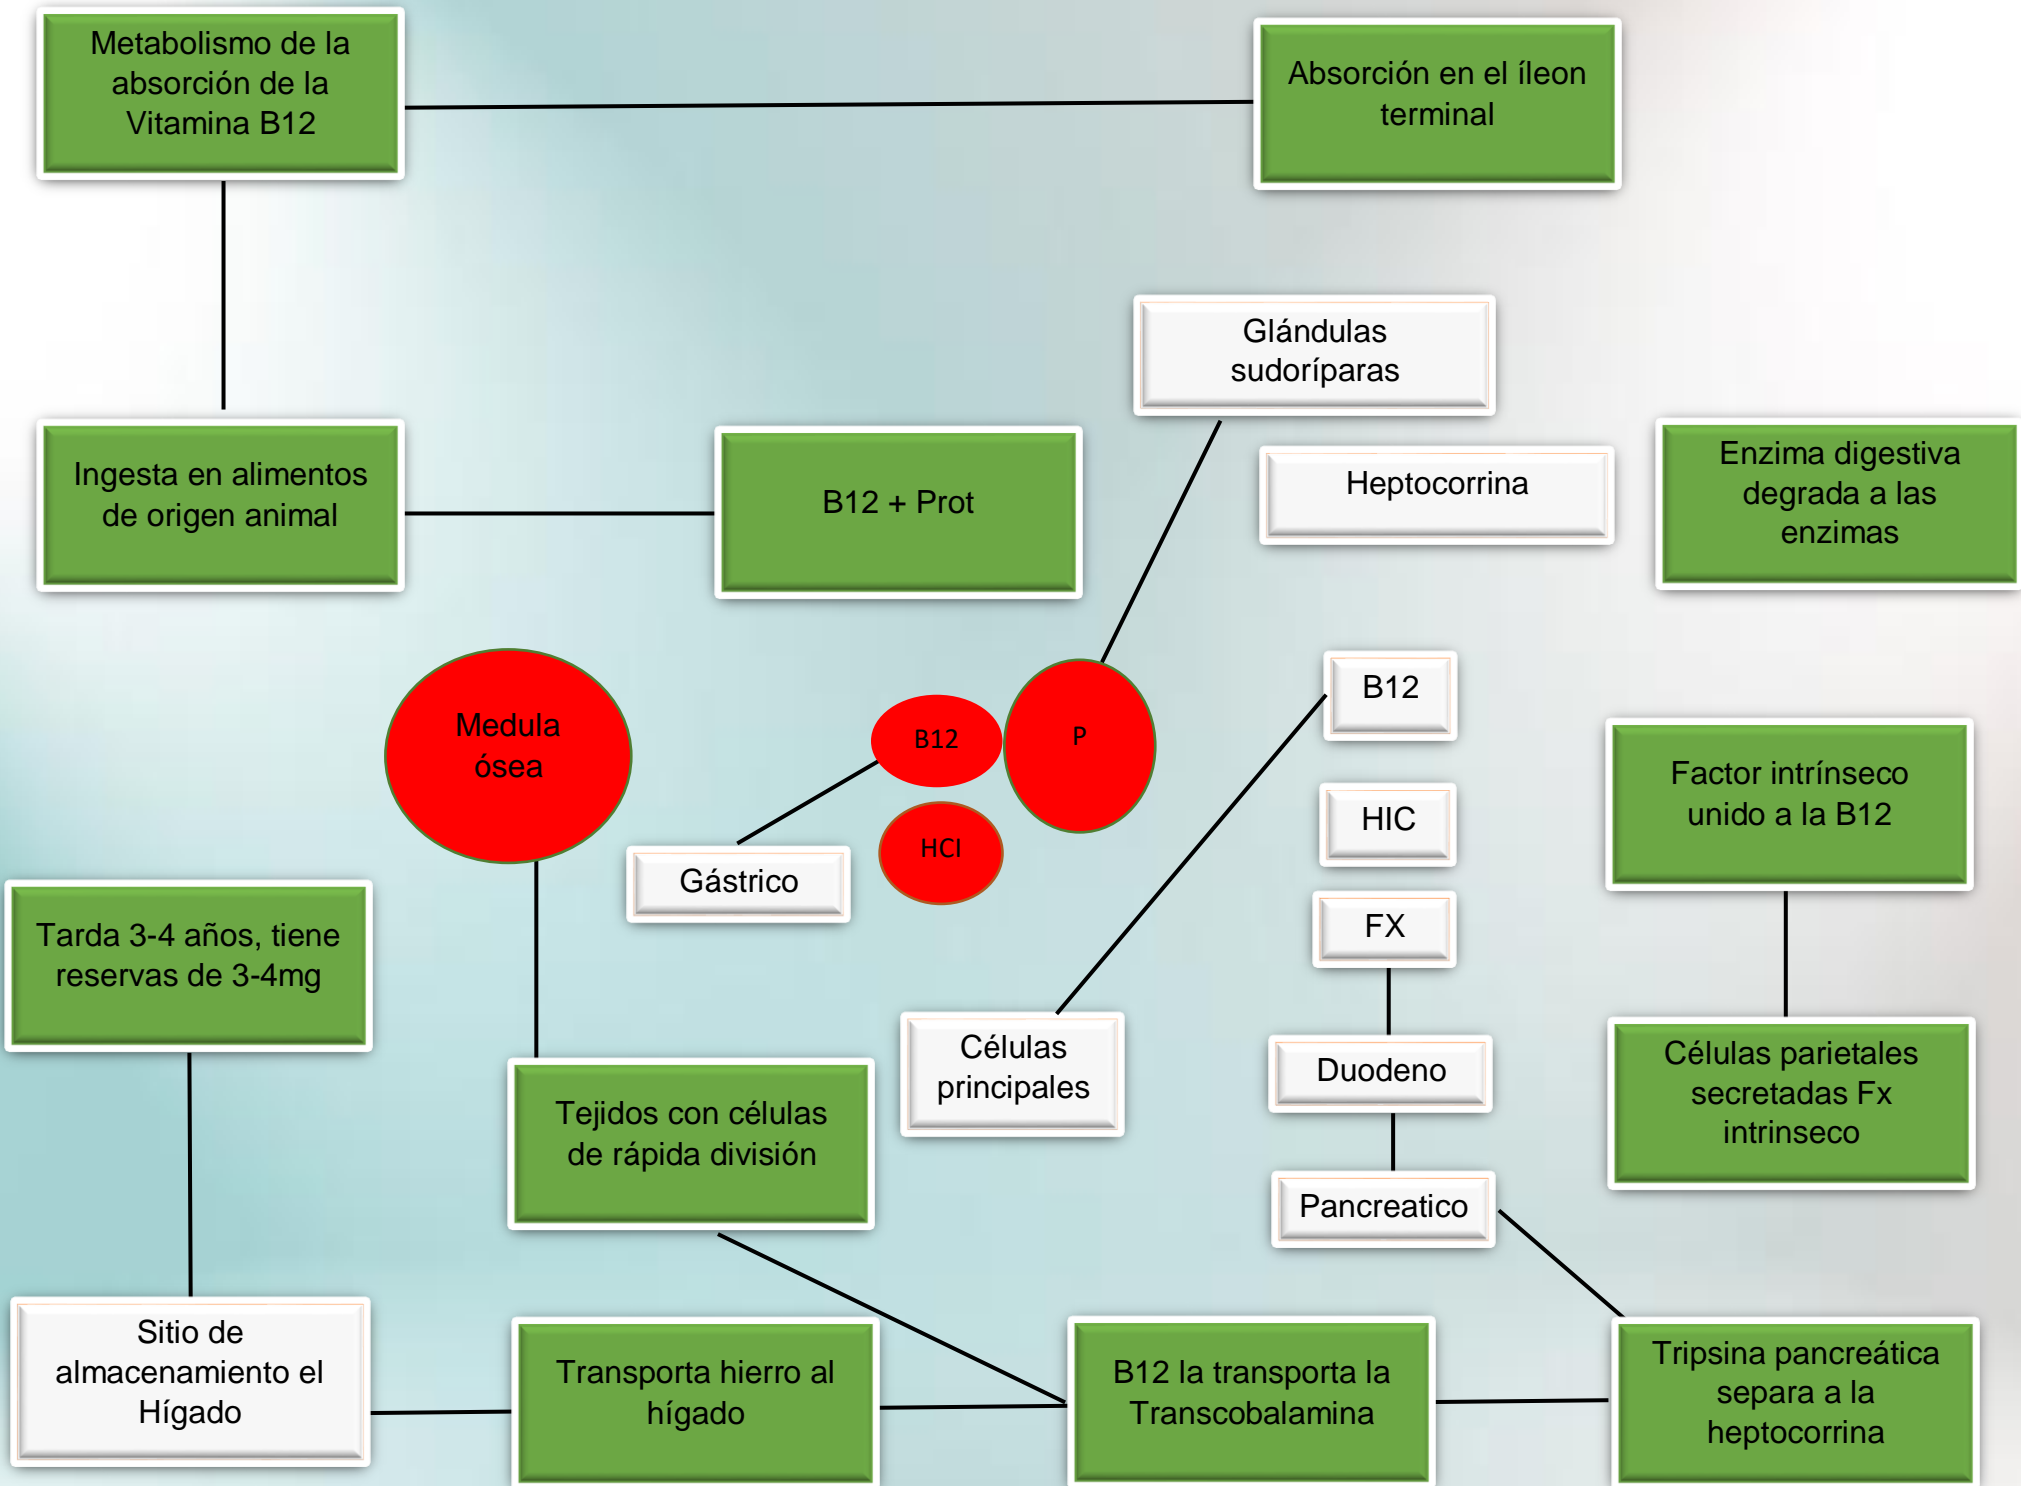 Metabolismo de la
absorción de la
Vitamina B12
Absorción en el íleon
terminal
Glándulas
sudoríparas
Ingesta en alimentos
de origen animal
B12 + Prot
Heptocorrina
Enzima digestiva
degrada a las
enzimas
Medula
ósea
B12
P
HCl
Gástrico
B12
HIC
FX
Factor intrínseco
unido a la B12
Tarda 3-4 años, tiene
reservas de 3-4mg
Células
principales
Duodeno
Células parietales
secretadas Fx
intrinseco
Tejidos con células
de rápida división
Pancreatico
Sitio de
almacenamiento el
Hígado
Transporta hierro al
hígado
B12 la transporta la
Transcobalamina
Tripsina pancreática
separa a la
heptocorrina